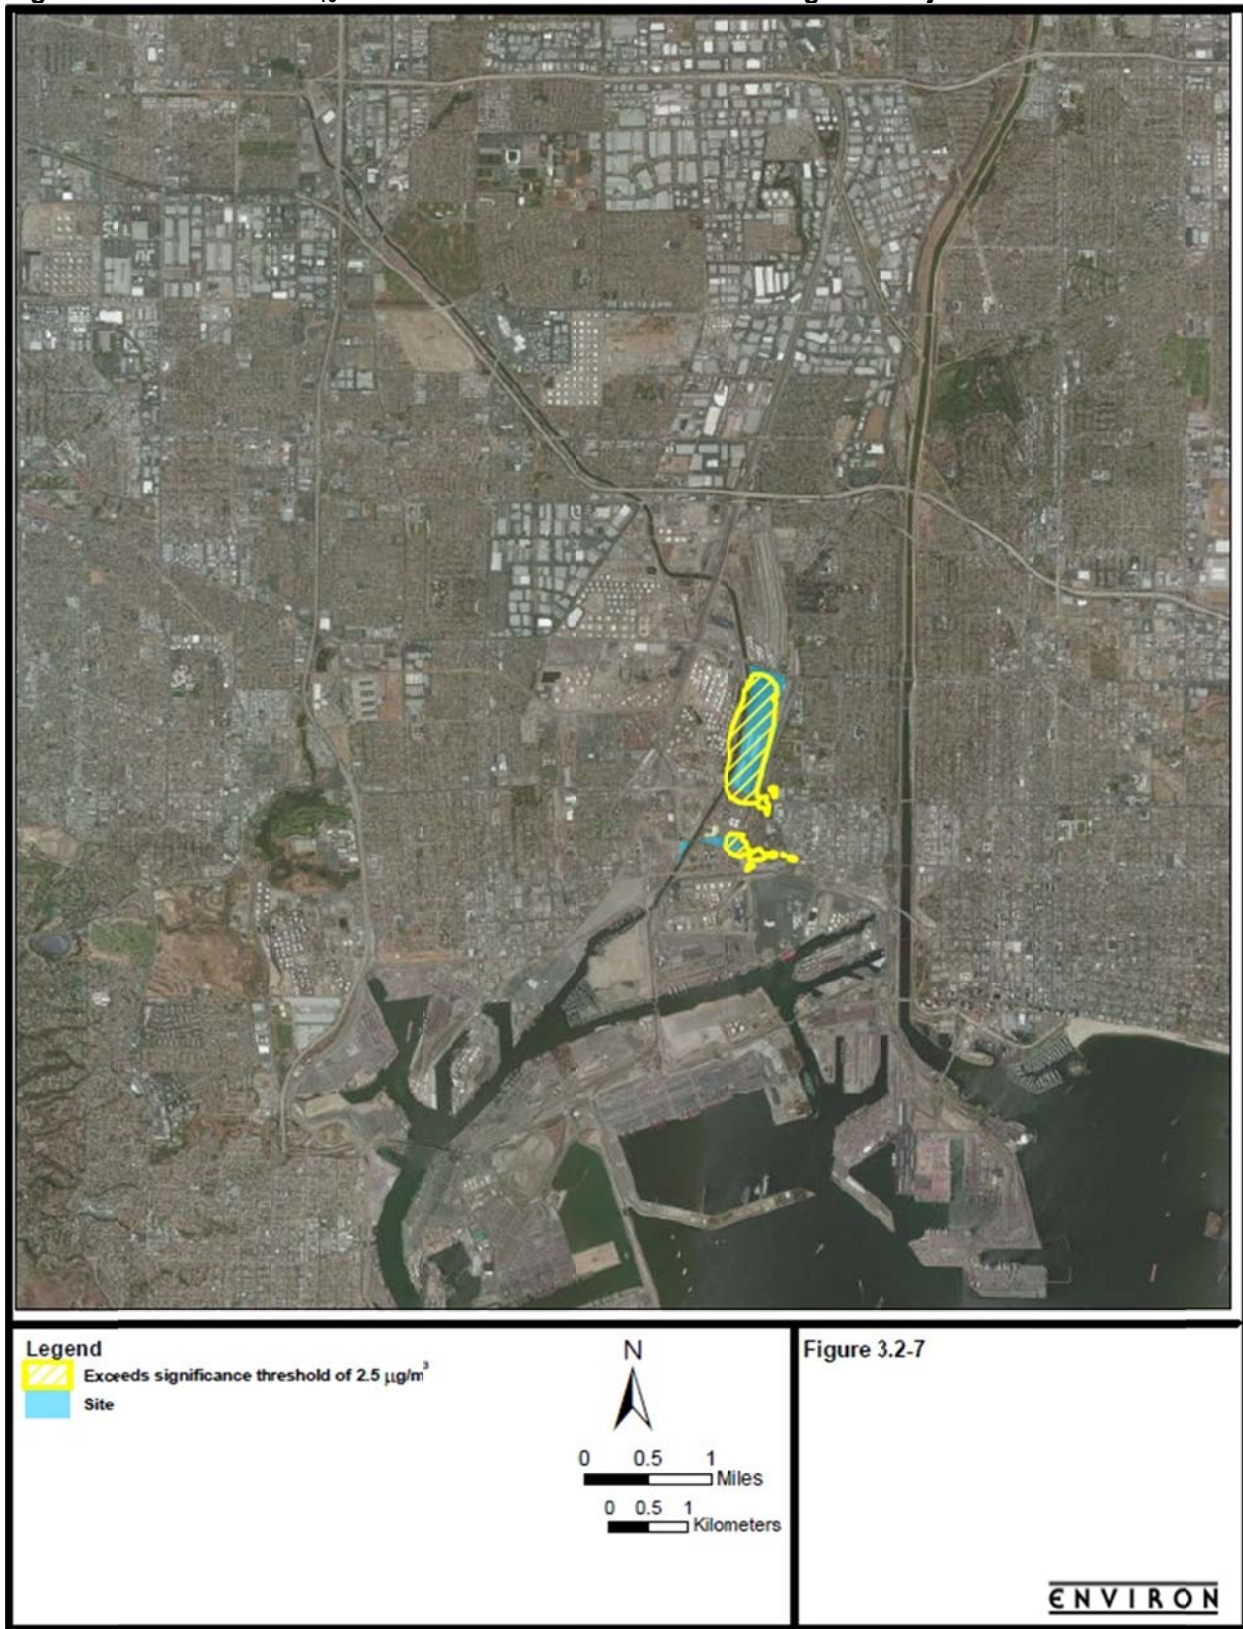 Legend
Exceeds significance threshold of 2.5 µg/m³
Site
N
0 0.5 1
Miles
0 0.5 1
Kilometers
Figure 3.2-7
ENVIRON